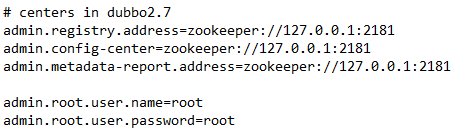 # centers in dubbo2.7
admin.registry.address=zookeeper://127.0.0.1:2181
admin.config-center=zookeeper://127.0.0.1:2181
admin.metadata-report.address=zookeeper://127.0.0.1:2181

admin.root.user.name=root
admin.root.user.password=root